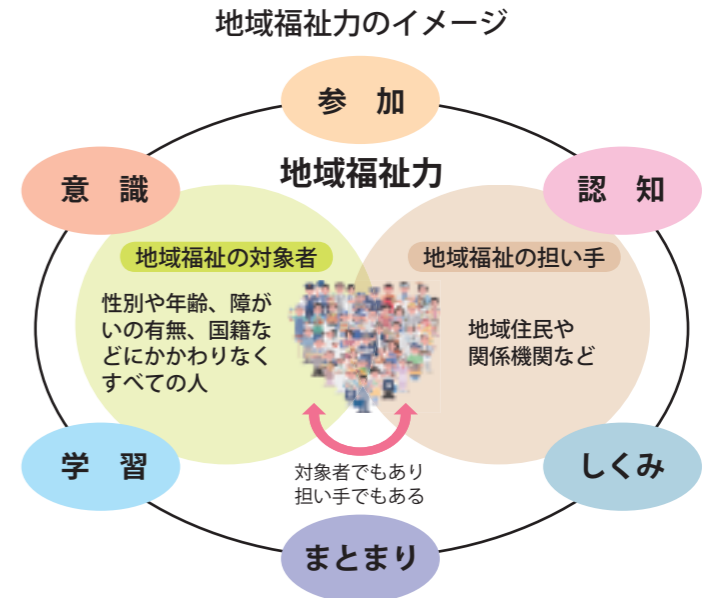 地域福祉力のイメージ
参　加
意　識
地域福祉力
認　知
地域福祉の対象者
性別や年齢、障が
いの有無、国籍な
どにかかわりなく
すべての人
地域福祉の担い手
地域住民や
関係機関など
学　習
対象者でもあり
担い手でもある
しくみ
まとまり